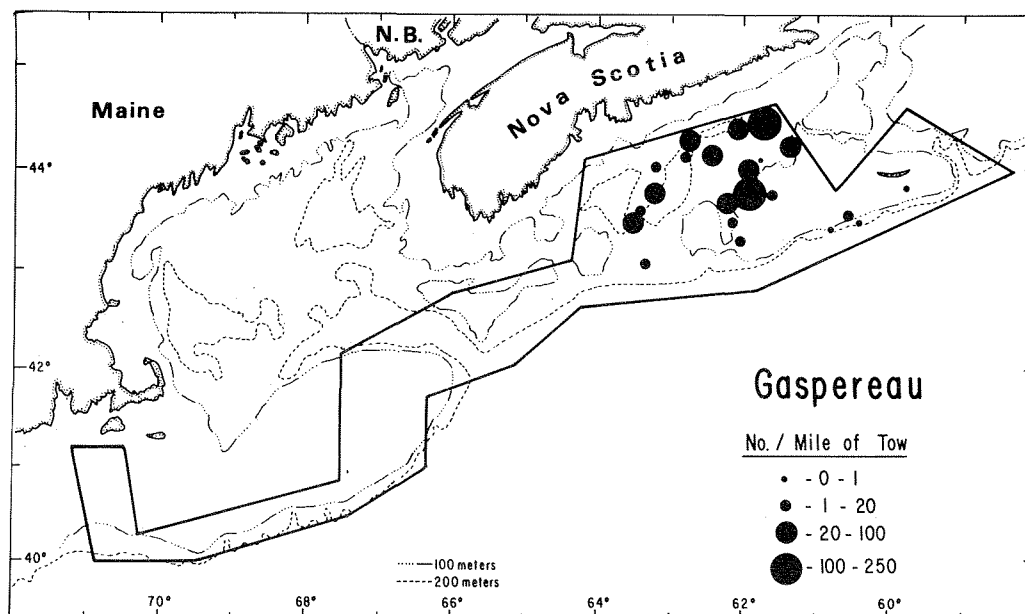 N.B.
Maine
Nova Scotia
44°
42°
40°
Gaspereau
No. / Mile of Tow
- 0 - 1
- 1 - 20
- 20 - 100
- 100 - 250
100 meters
200 meters
70° 68° 66° 64° 62° 60°